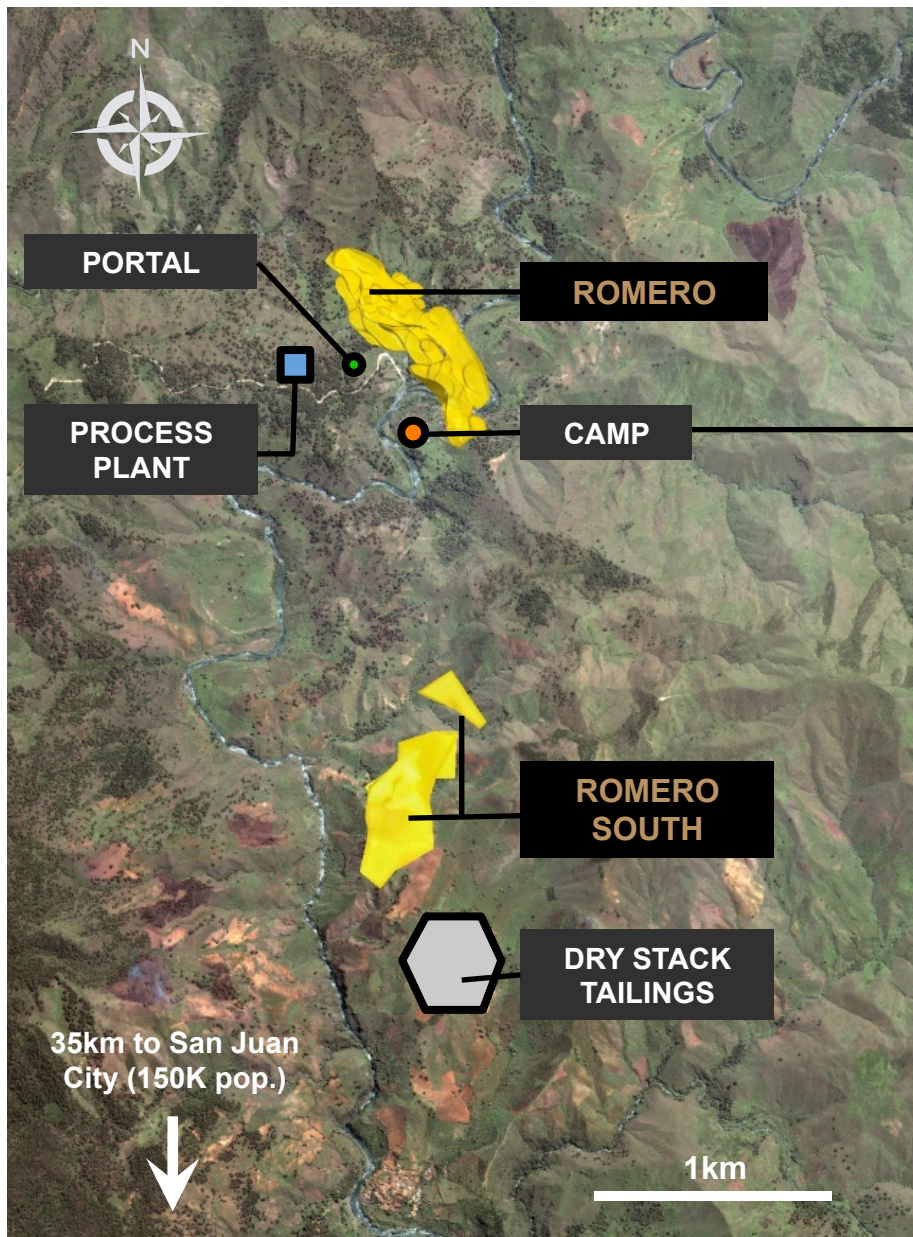 N
PORTAL
ROMERO
PROCESS
PLANT
CAMP
ROMERO
SOUTH
DRY STACK
TAILINGS
35km to San Juan
City (150K pop.)
1km